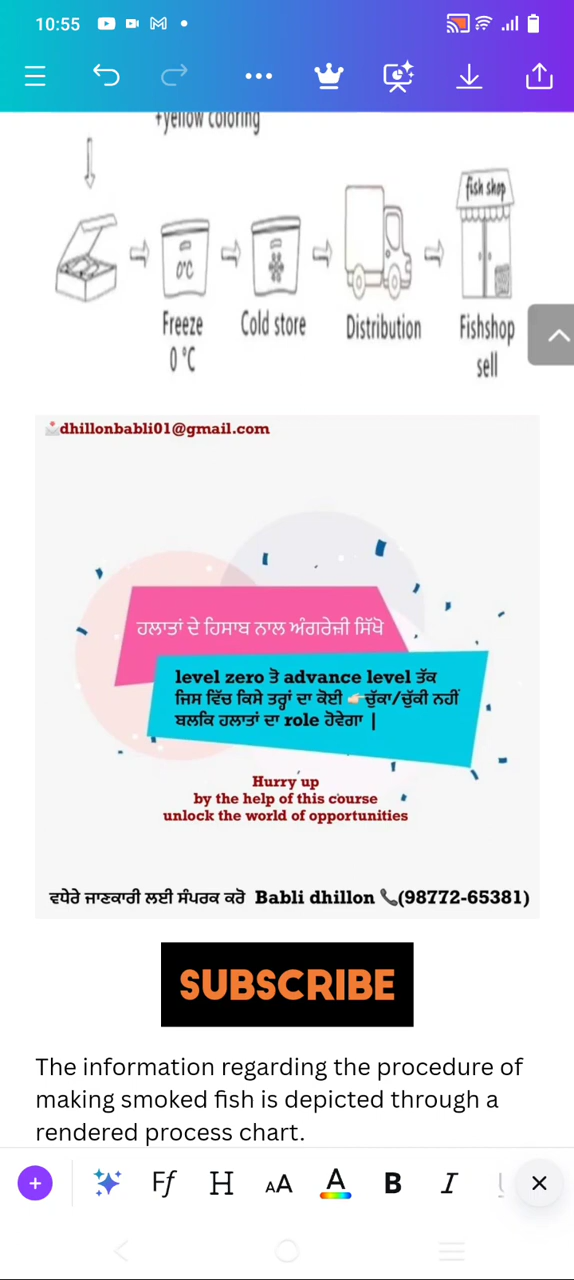 10:55
+yellow coloring
fish shop
0°C
Freeze
0 °C
Cold store
Distribution
Fishshop
sell
dhillonbabli01@gmail.com
ਹਲਾਤਾਂ ਦੇ ਹਿਸਾਬ ਨਾਲ ਅੰਗਰੇਜ਼ੀ ਸਿੱਖੋ
level zero ਤੋ advance level ਤੱਕ
ਜਿਸ ਵਿੱਚ ਕਿਸੇ ਤਰ੍ਹਾਂ ਦਾ ਕੋਈ 👉🏻ਚੁੱਕਾ/ਚੁੱਕੀ ਨਹੀਂ
ਬਲਕਿ ਹਲਾਤਾਂ ਦਾ role ਹੋਵੇਗਾ |
Hurry up
by the help of this course
unlock the world of opportunities
ਵਧੇਰੇ ਜਾਣਕਾਰੀ ਲਈ ਸੰਪਰਕ ਕਰੋ Babli dhillon 📞(98772-65381)
SUBSCRIBE
The information regarding the procedure of
making smoked fish is depicted through a
rendered process chart.
Ff H AA A B I